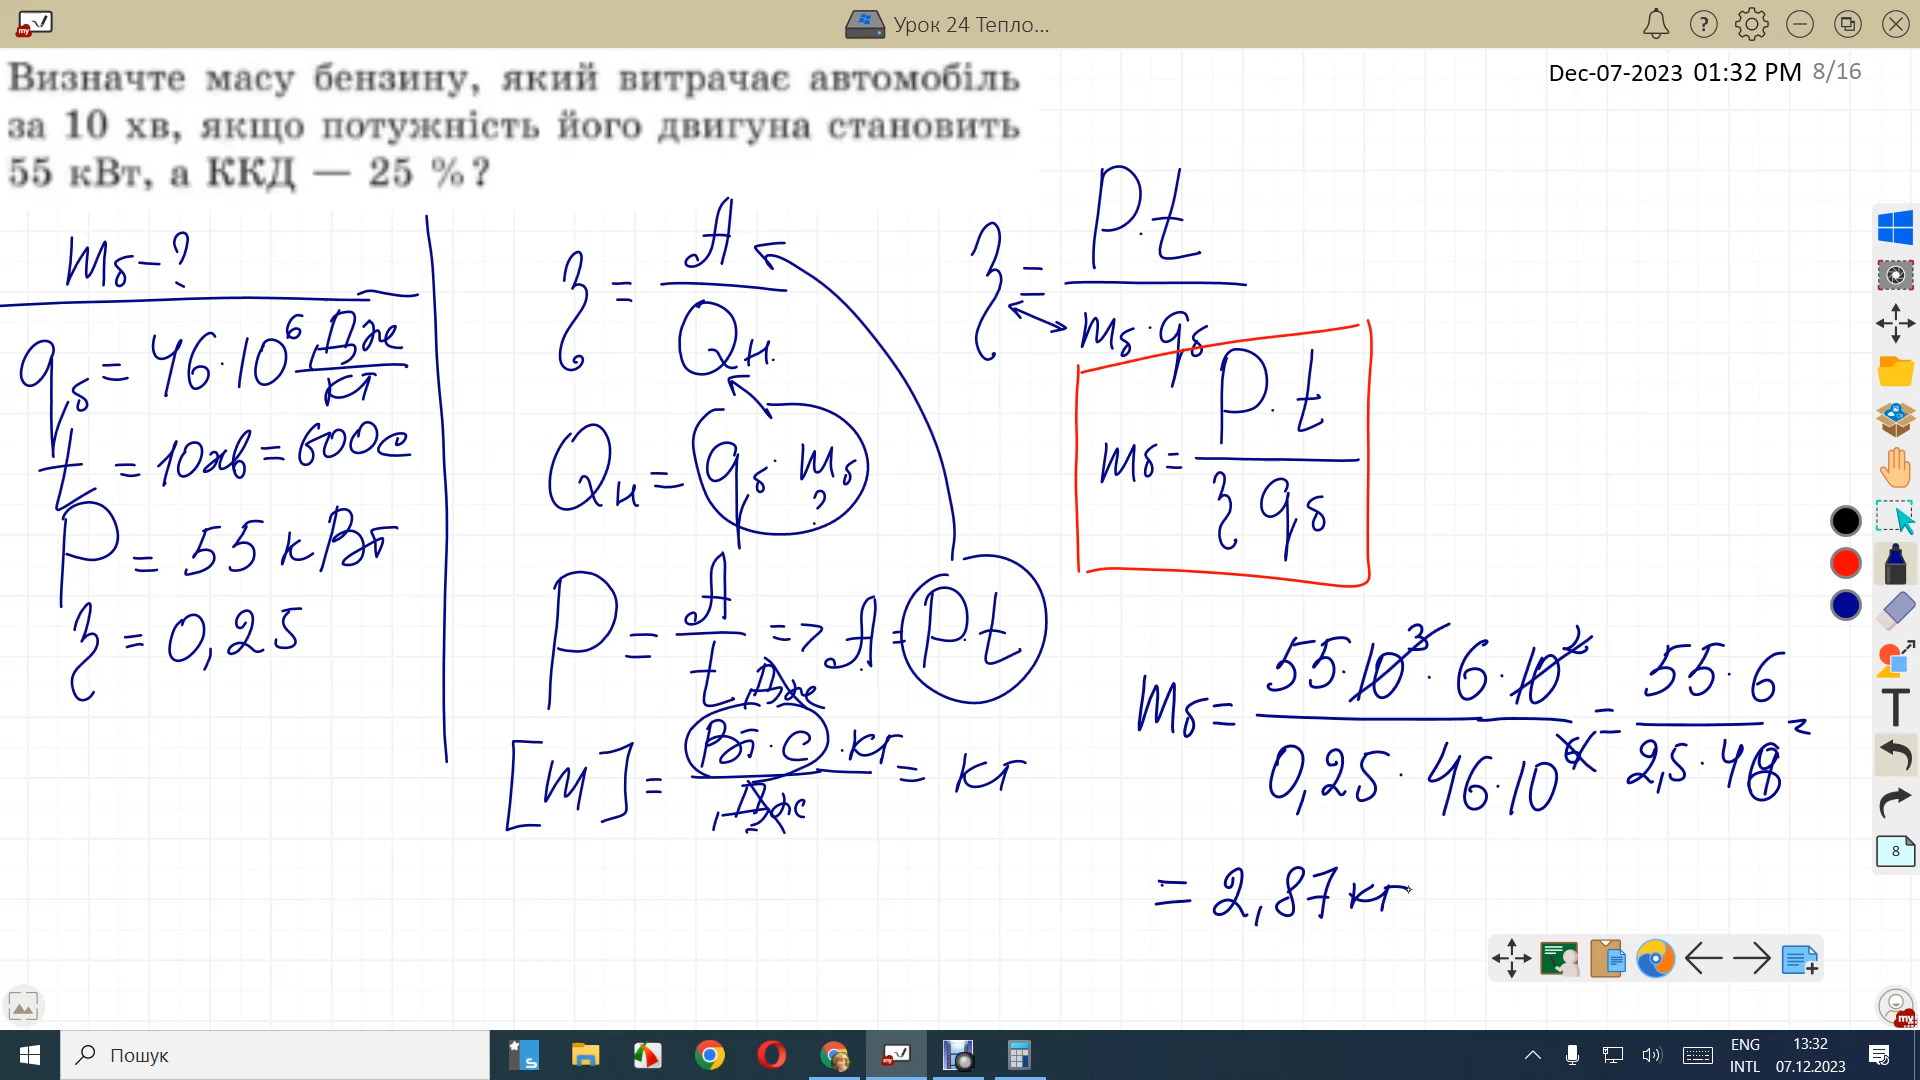 Урок 24 Тепло...
Dec-07-2023 01:32 PM 8/16
Визначте масу бензину, який витрачає автомобіль
за 10 хв, якщо потужність його двигуна становить
55 кВт, а ККД — 25 %?
mб - ?
qб = 46·10⁶ Дж/кг
t = 10хв = 600с
P = 55 кВт
η = 0,25
η = A / Qн.
Qн = qб · mб
?
P = A / t => A = P·t
[m] = Вт·с·кг / Дж = кг
Дж
η = P·t / mб·qб
mб = P·t / η qб
mб = 55·10³·6·10² / 0,25·46·10⁶ = 55·6 / 2,5·46 =
= 2,87 кг
8
Пошук
ENG
INTL
13:32
07.12.2023